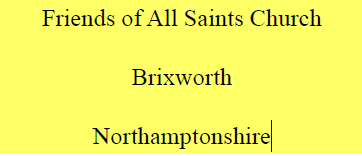 Friends of All Saints Church
Brixworth
Northamptonshire